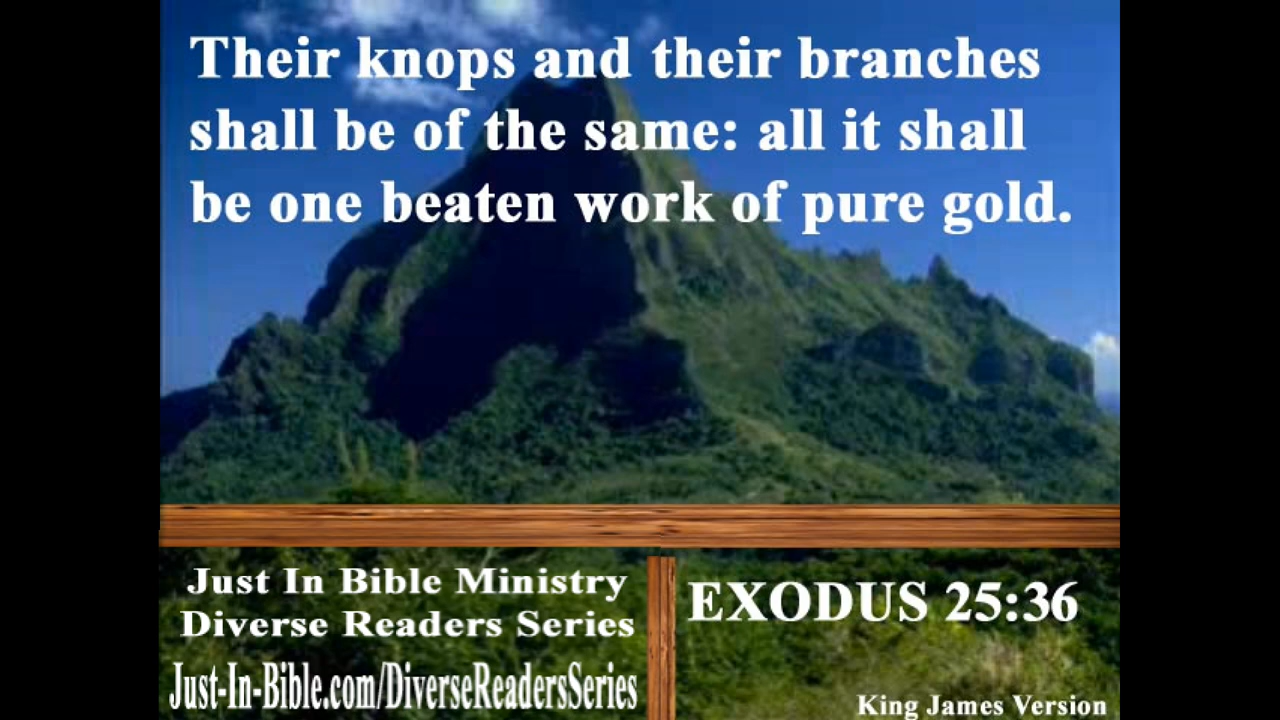 Their knops and their branches
shall be of the same: all it shall
be one beaten work of pure gold.
Just In Bible Ministry
Diverse Readers Series
Just-In-Bible.com/DiverseReadersSeries
EXODUS 25:36
King James Version